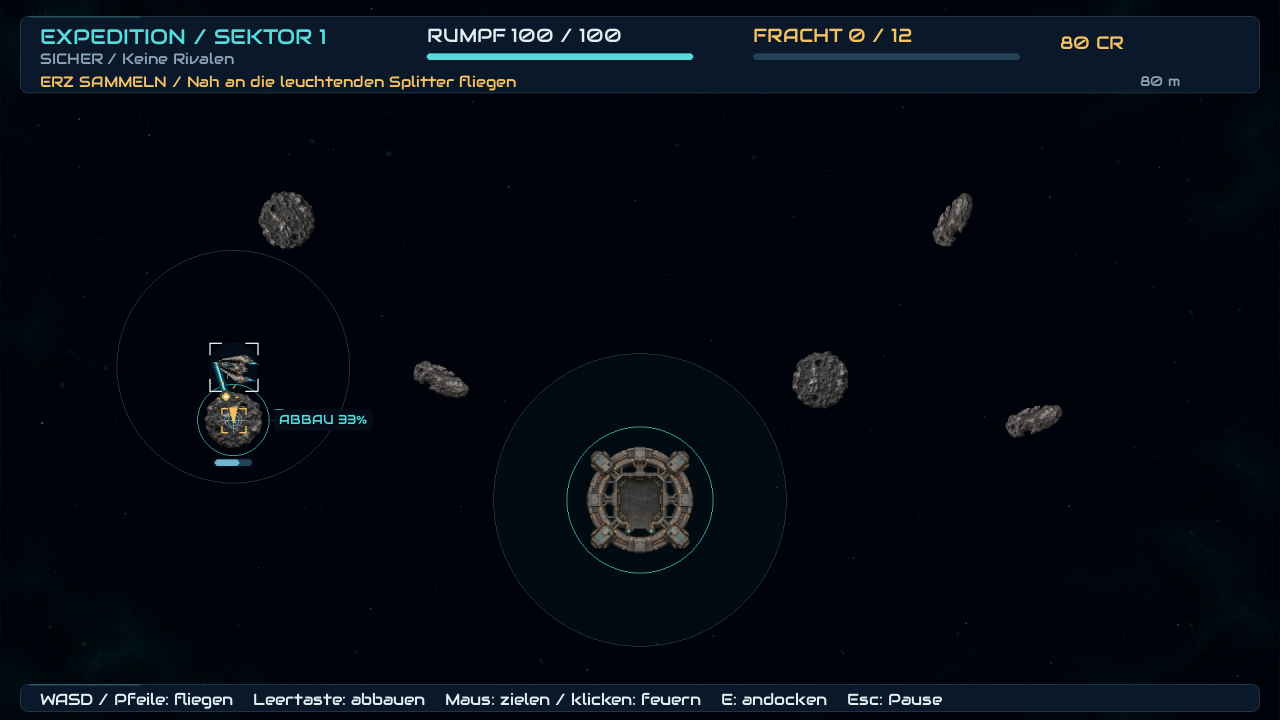 EXPEDITION / SEKTOR 1
RUMPF 100 / 100
FRACHT 0 / 12
80 CR
SICHER / Keine Rivalen
ERZ SAMMELN / Nah an die leuchtenden Splitter fliegen
80 m
ABBAU 33%
WASD / Pfeile: fliegen Leertaste: abbauen Maus: zielen / klicken: feuern E: andocken Esc: Pause